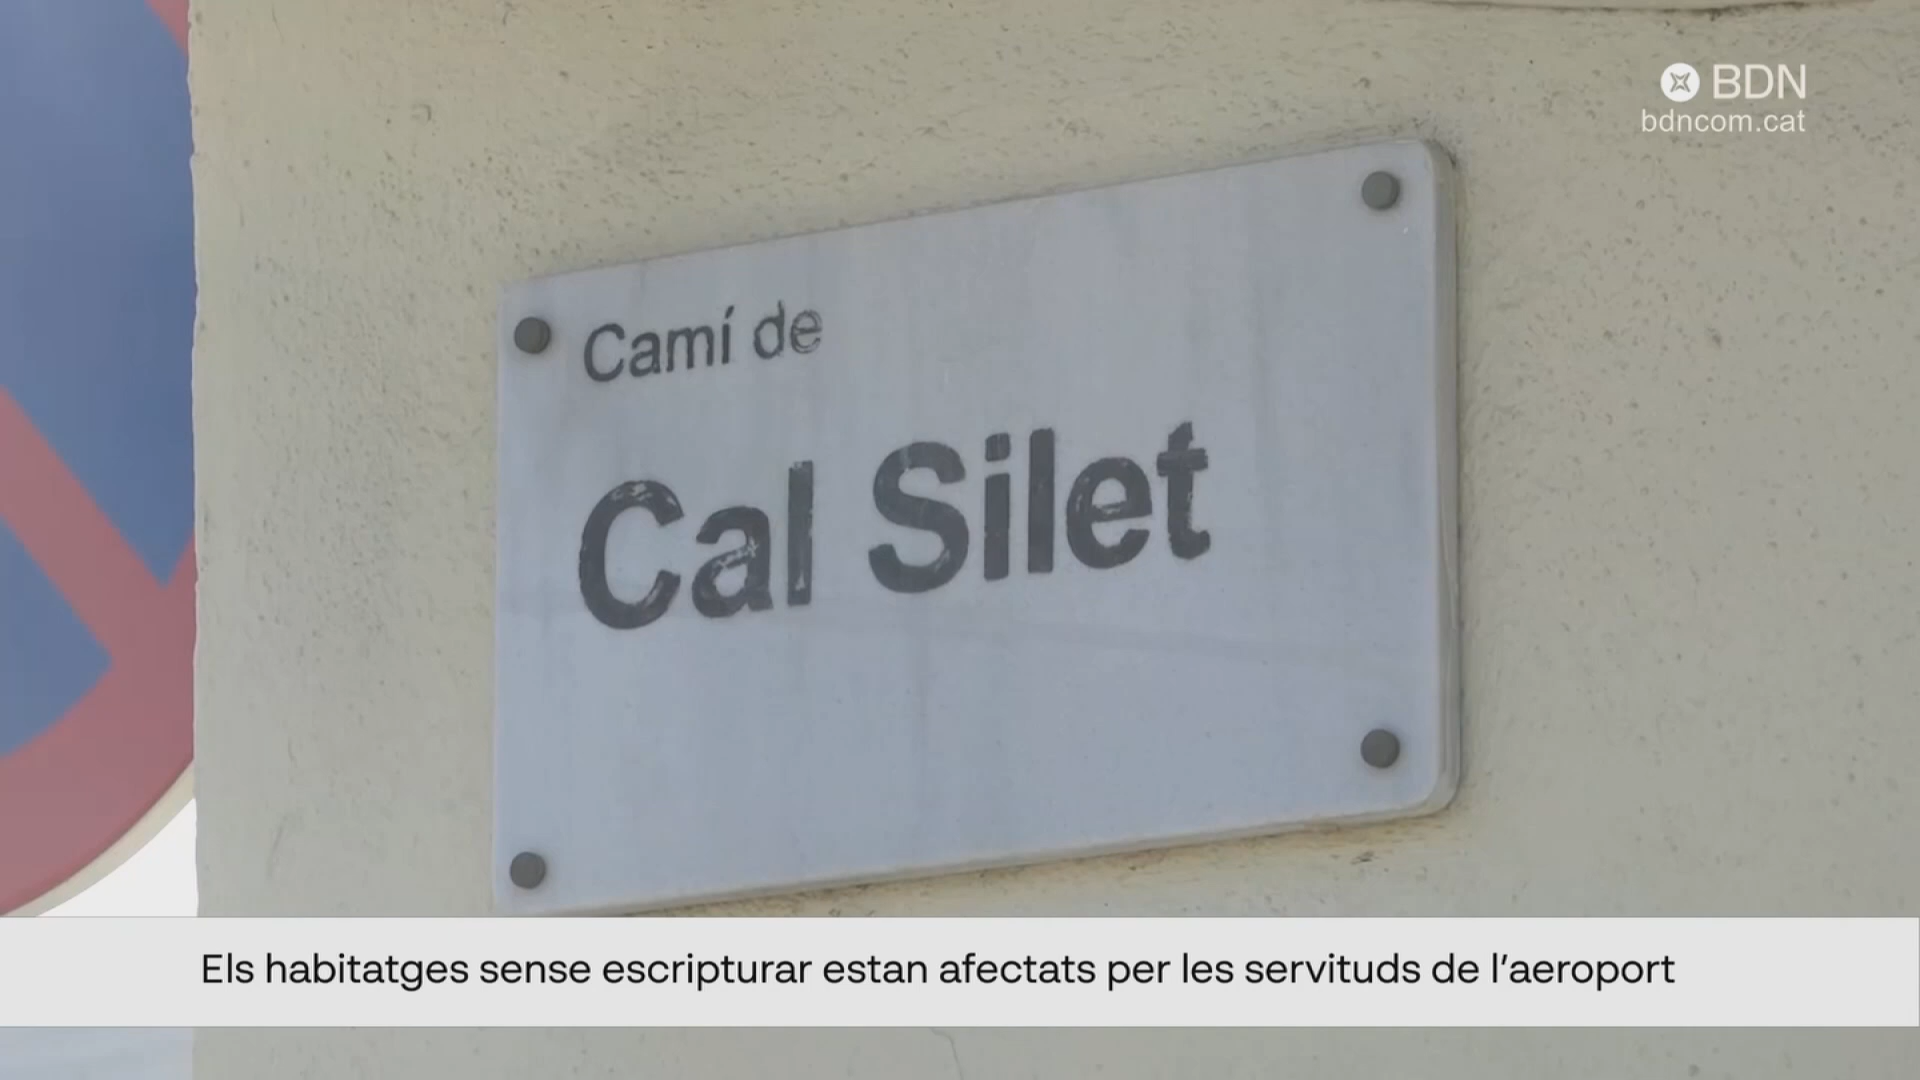 BDN
bdncom.cat
Camí de
Cal Silet
Els habitatges sense escripturar estan afectats per les servituds de l’aeroport